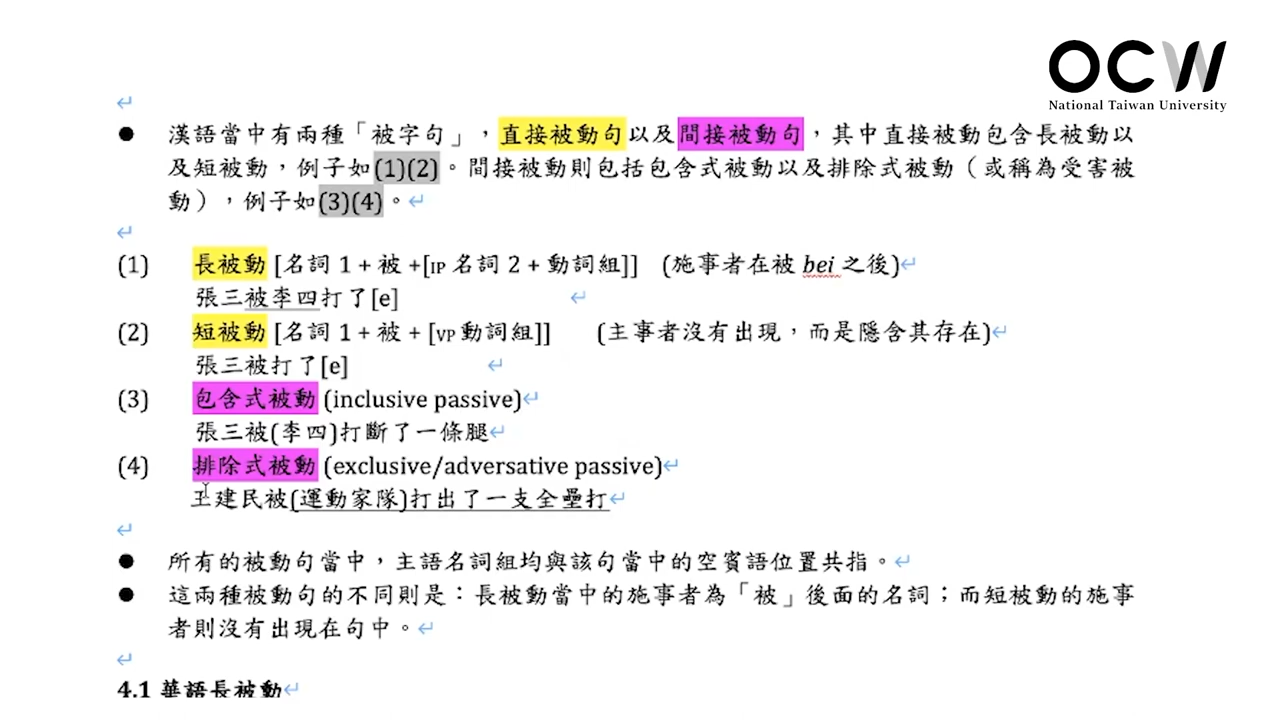 OCW
National Taiwan University
● 漢語當中有兩種「被字句」，直接被動句以及間接被動句，其中直接被動包含長被動以
及短被動，例子如(1)(2)。間接被動則包括包含式被動以及排除式被動（或稱為受害被
動），例子如(3)(4)。
(1) 長被動 [名詞 1 + 被 +[IP 名詞 2 + 動詞組]] (施事者在被 bei 之後)
張三被李四打了[e]
(2) 短被動 [名詞 1 + 被 + [VP 動詞組]] (主事者沒有出現，而是隱含其存在)
張三被打了[e]
(3) 包含式被動 (inclusive passive)
張三被(李四)打斷了一條腿
(4) 排除式被動 (exclusive/adversative passive)
王建民被(運動家隊)打出了一支全壘打
● 所有的被動句當中，主語名詞組均與該句當中的空賓語位置共指。
● 這兩種被動句的不同則是：長被動當中的施事者為「被」後面的名詞；而短被動的施事
者則沒有出現在句中。
4.1 華語長被動